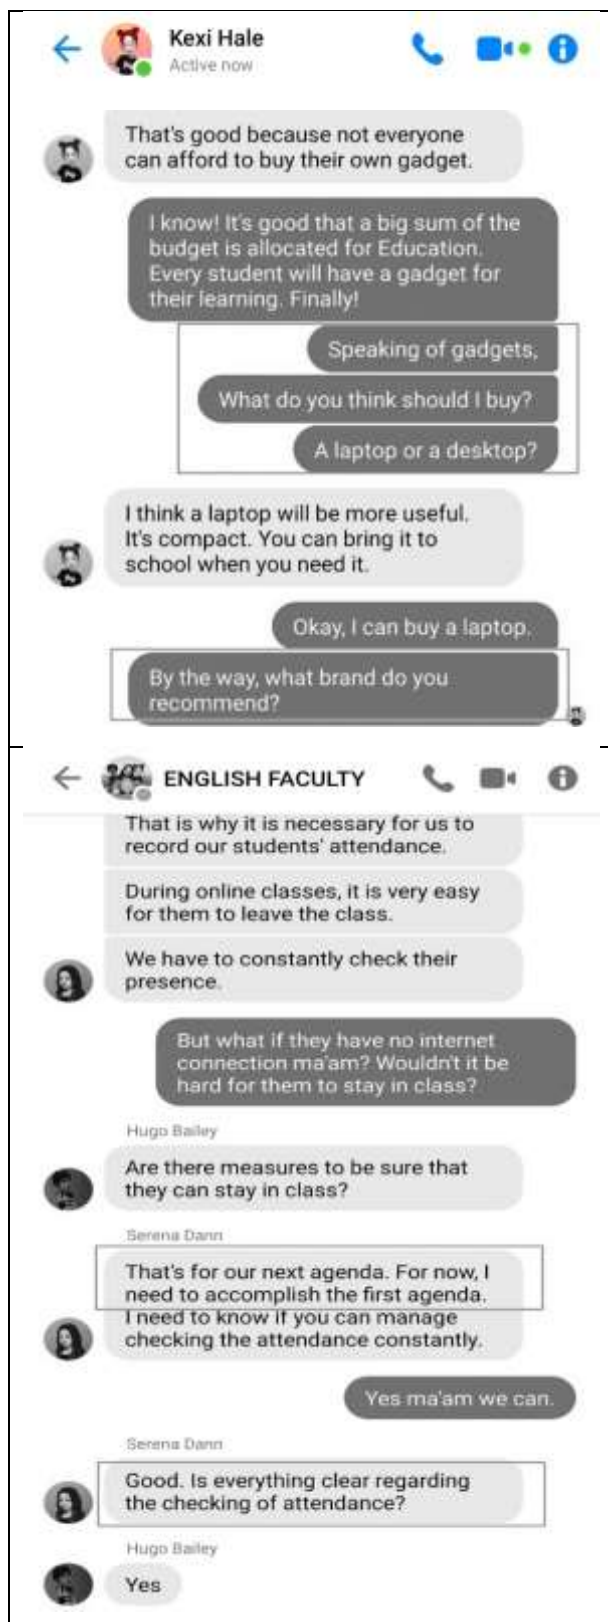 Kexi Hale
Active now
That's good because not everyone
can afford to buy their own gadget.
I know! It's good that a big sum of the
budget is allocated for Education.
Every student will have a gadget for
their learning. Finally!
Speaking of gadgets,
What do you think should I buy?
A laptop or a desktop?
I think a laptop will be more useful.
It's compact. You can bring it to
school when you need it.
Okay, I can buy a laptop.
By the way, what brand do you
recommend?
ENGLISH FACULTY
That is why it is necessary for us to
record our students' attendance.
During online classes, it is very easy
for them to leave the class.
We have to constantly check their
presence.
But what if they have no internet
connection ma'am? Wouldn't it be
hard for them to stay in class?
Hugo Bailey
Are there measures to be sure that
they can stay in class?
Serena Dann
That's for our next agenda. For now, I
need to accomplish the first agenda.
I need to know if you can manage
checking the attendance constantly.
Yes ma'am we can.
Serena Dann
Good. Is everything clear regarding
the checking of attendance?
Hugo Bailey
Yes